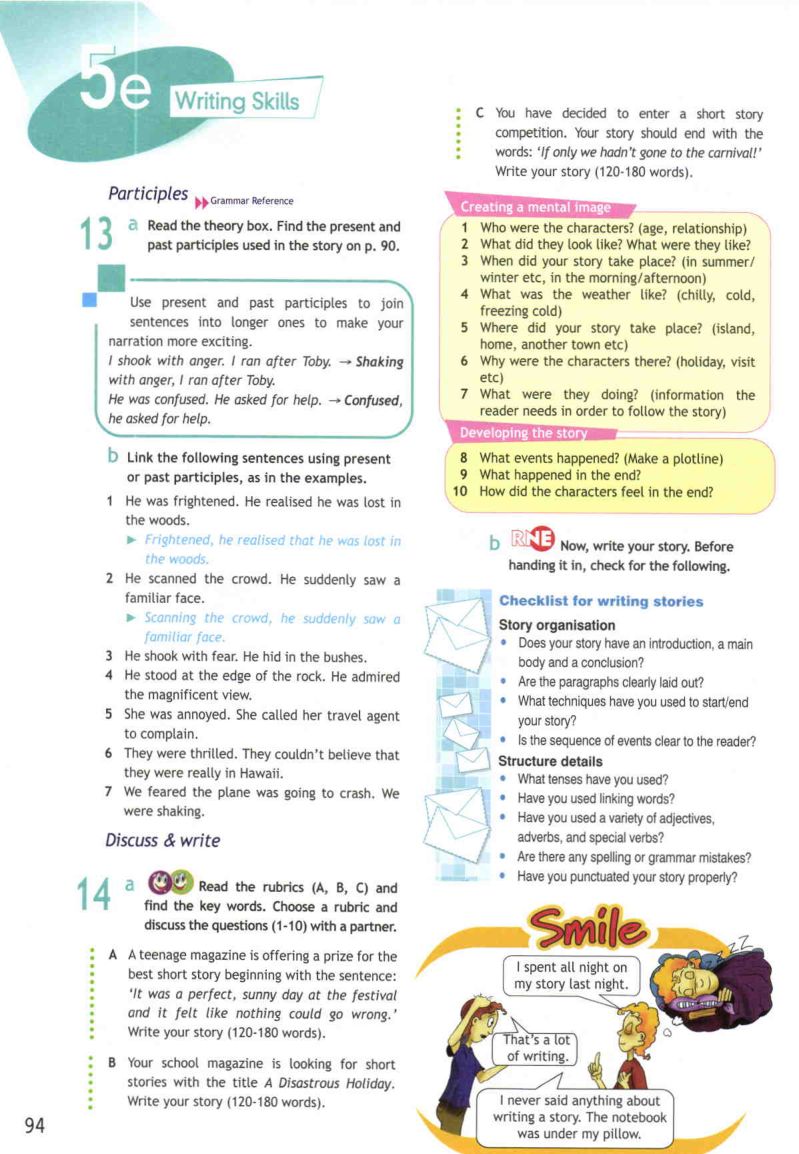 5e
Writing Skills
Participles
Grammar Reference
13 a Read the theory box. Find the present and
past participles used in the story on p. 90.
Use present and past participles to join
sentences into longer ones to make your
narration more exciting.
I shook with anger. I ran after Toby. → Shaking
with anger, I ran after Toby.
He was confused. He asked for help. → Confused,
he asked for help.
b Link the following sentences using present
or past participles, as in the examples.
1 He was frightened. He realised he was lost in
the woods.
► Frightened, he realised that he was lost in
the woods.
2 He scanned the crowd. He suddenly saw a
familiar face.
► Scanning the crowd, he suddenly saw a
familiar face.
3 He shook with fear. He hid in the bushes.
4 He stood at the edge of the rock. He admired
the magnificent view.
5 She was annoyed. She called her travel agent
to complain.
6 They were thrilled. They couldn't believe that
they were really in Hawaii.
7 We feared the plane was going to crash. We
were shaking.
Discuss & write
14 a Read the rubrics (A, B, C) and
find the key words. Choose a rubric and
discuss the questions (1-10) with a partner.
A A teenage magazine is offering a prize for the
best short story beginning with the sentence:
'It was a perfect, sunny day at the festival
and it felt like nothing could go wrong.'
Write your story (120-180 words).
B Your school magazine is looking for short
stories with the title A Disastrous Holiday.
Write your story (120-180 words).
94
C You have decided to enter a short story
competition. Your story should end with the
words: 'If only we hadn't gone to the carnival!'
Write your story (120-180 words).
Creating a mental image
1 Who were the characters? (age, relationship)
2 What did they look like? What were they like?
3 When did your story take place? (in summer/
winter etc, in the morning/afternoon)
4 What was the weather like? (chilly, cold,
freezing cold)
5 Where did your story take place? (island,
home, another town etc)
6 Why were the characters there? (holiday, visit
etc)
7 What were they doing? (information the
reader needs in order to follow the story)
Developing the story
8 What events happened? (Make a plotline)
9 What happened in the end?
10 How did the characters feel in the end?
b RNE Now, write your story. Before
handing it in, check for the following.
Checklist for writing stories
Story organisation
• Does your story have an introduction, a main
body and a conclusion?
• Are the paragraphs clearly laid out?
• What techniques have you used to start/end
your story?
• Is the sequence of events clear to the reader?
Structure details
• What tenses have you used?
• Have you used linking words?
• Have you used a variety of adjectives,
adverbs, and special verbs?
• Are there any spelling or grammar mistakes?
• Have you punctuated your story properly?
Smile
zzZZ
I spent all night on
my story last night.
That's a lot
of writing.
I never said anything about
writing a story. The notebook
was under my pillow.